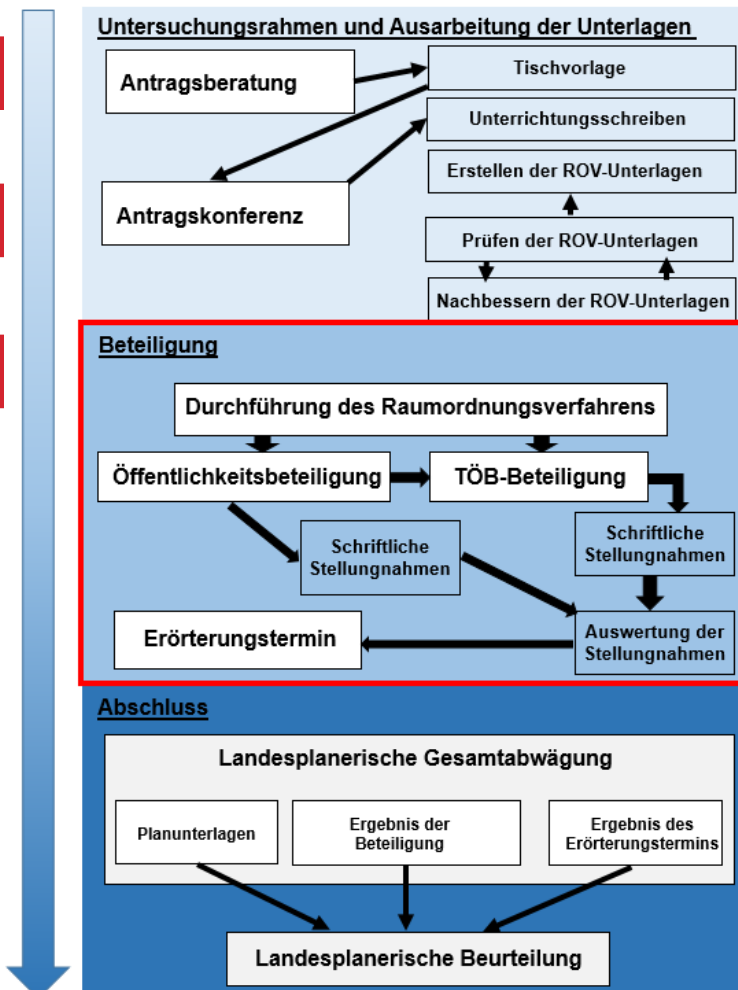 Untersuchungsrahmen und Ausarbeitung der Unterlagen
Antragsberatung
Tischvorlage
Unterrichtungsschreiben
Erstellen der ROV-Unterlagen
Antragskonferenz
Prüfen der ROV-Unterlagen
Nachbessern der ROV-Unterlagen
Beteiligung
Durchführung des Raumordnungsverfahrens
Öffentlichkeitsbeteiligung
TÖB-Beteiligung
Schriftliche
Stellungnahmen
Schriftliche
Stellungnahmen
Erörterungstermin
Auswertung der
Stellungnahmen
Abschluss
Landesplanerische Gesamtabwägung
Planunterlagen
Ergebnis der
Beteiligung
Ergebnis des
Erörterungstermins
Landesplanerische Beurteilung